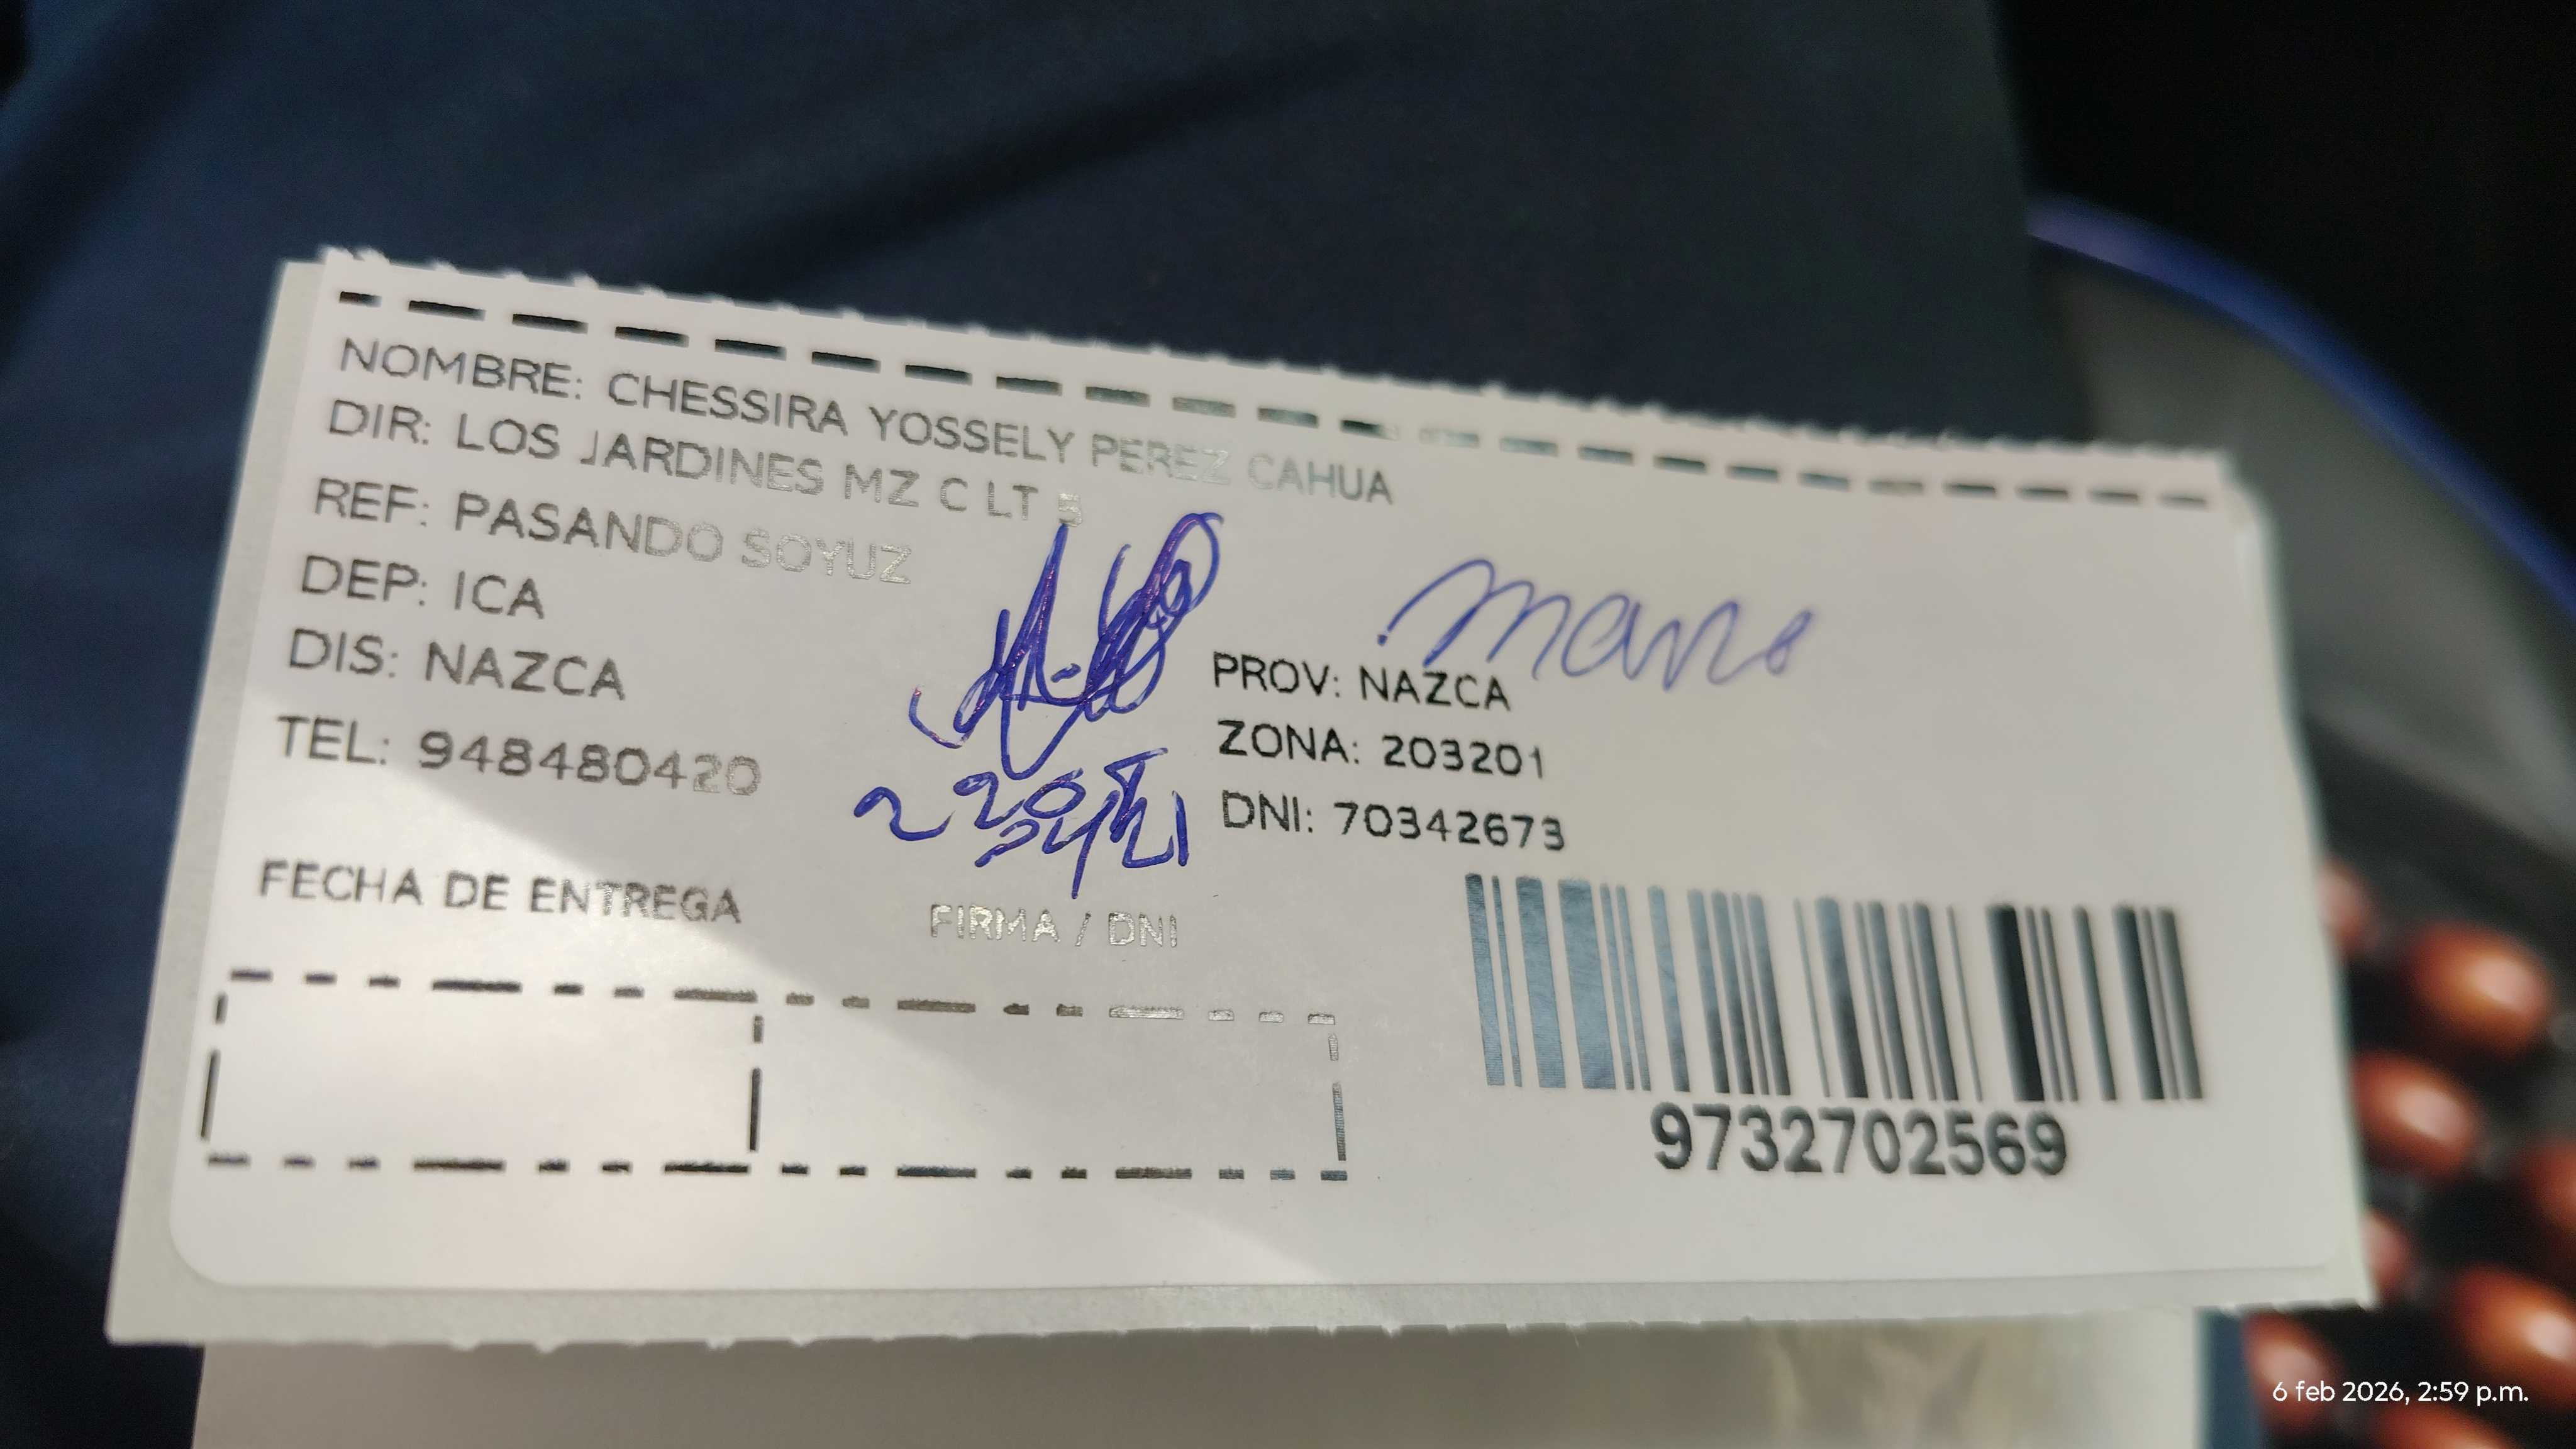 NOMBRE: CHESSIRA YOSSELY PEREZ CAHUA
DIR: LOS JARDINES MZ C LT 5
REF: PASANDO SOYUZ
DEP: ICA
DIS: NAZCA
PROV: NAZCA
TEL: 948480420
ZONA: 203201
DNI: 70342673
FECHA DE ENTREGA
FIRMA / DNI
9732702569
6 feb 2026, 2:59 p.m.